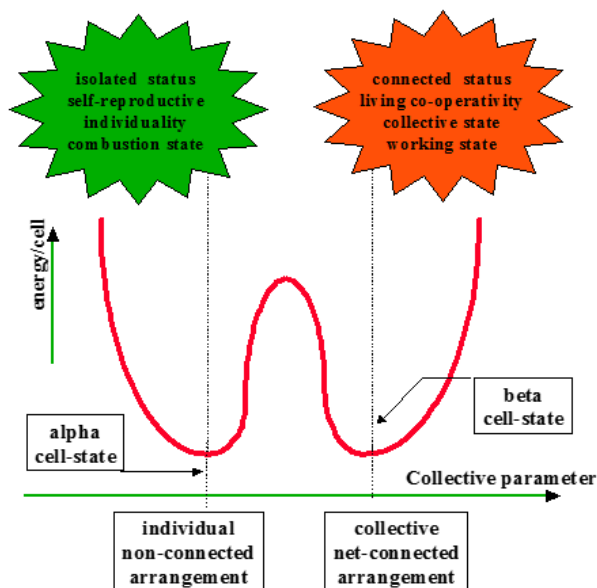 isolated status
self-reproductive
individuality
combustion state
connected status
living co-operativity
collective state
working state
energy/cell
alpha
cell-state
beta
cell-state
Collective parameter
individual
non-connected
arrangement
collective
net-connected
arrangement